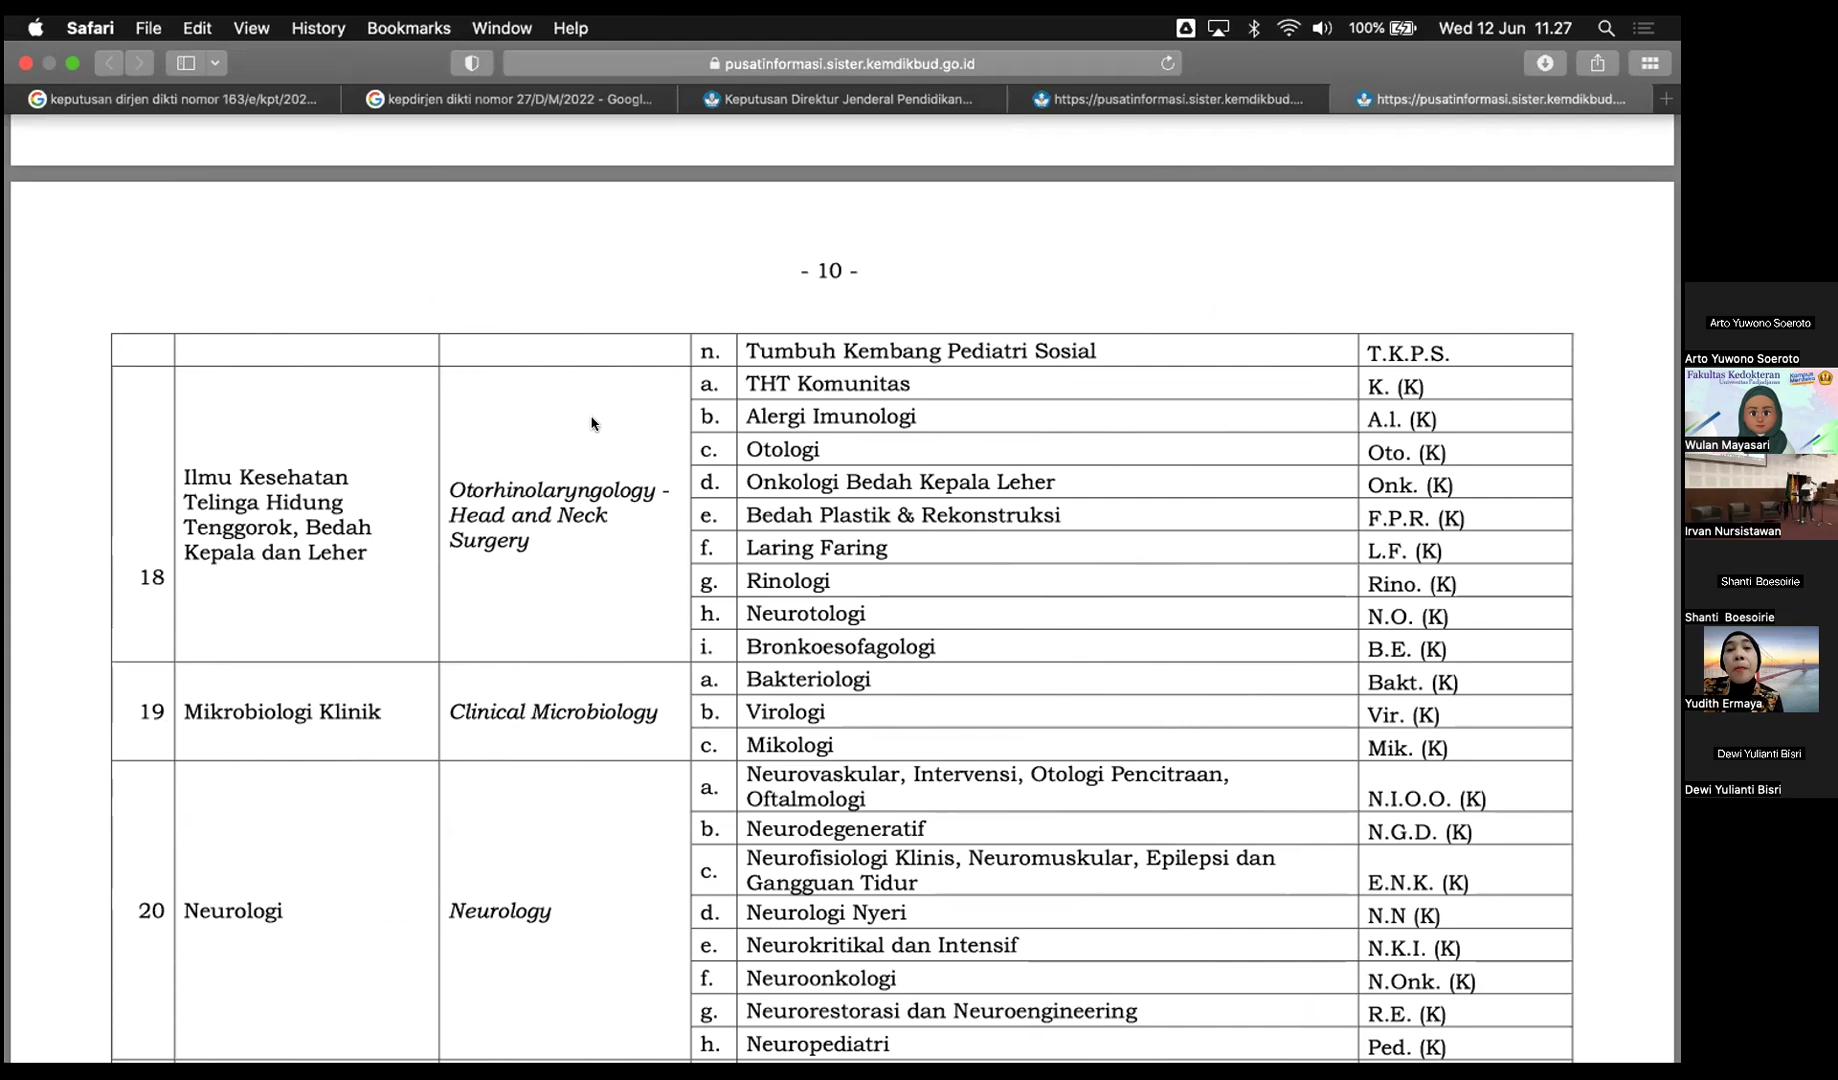 Safari File Edit View History Bookmarks Window Help 100% Wed 12 Jun 11.27
pusatinformasi.sister.kemdikbud.go.id
keputusan dirjen dikti nomor 163/e/kpt/202...
kepdirjen dikti nomor 27/D/M/2022 - Googl...
Keputusan Direktur Jenderal Pendidikan...
https://pusatinformasi.sister.kemdikbud....
https://pusatinformasi.sister.kemdikbud....
- 10 -
n. Tumbuh Kembang Pediatri Sosial T.K.P.S.
18
Ilmu Kesehatan
Telinga Hidung
Tenggorok, Bedah
Kepala dan Leher
Otorhinolaryngology -
Head and Neck
Surgery
a. THT Komunitas K. (K)
b. Alergi Imunologi A.l. (K)
c. Otologi Oto. (K)
d. Onkologi Bedah Kepala Leher Onk. (K)
e. Bedah Plastik & Rekonstruksi F.P.R. (K)
f. Laring Faring L.F. (K)
g. Rinologi Rino. (K)
h. Neurotologi N.O. (K)
i. Bronkoesofagologi B.E. (K)
19 Mikrobiologi Klinik Clinical Microbiology
a. Bakteriologi Bakt. (K)
b. Virologi Vir. (K)
c. Mikologi Mik. (K)
20 Neurologi Neurology
a. Neurovaskular, Intervensi, Otologi Pencitraan,
Oftalmologi N.I.O.O. (K)
b. Neurodegeneratif N.G.D. (K)
c. Neurofisiologi Klinis, Neuromuskular, Epilepsi dan
Gangguan Tidur E.N.K. (K)
d. Neurologi Nyeri N.N (K)
e. Neurokritikal dan Intensif N.K.I. (K)
f. Neuroonkologi N.Onk. (K)
g. Neurorestorasi dan Neuroengineering R.E. (K)
h. Neuropediatri Ped. (K)
Arto Yuwono Soeroto
Arto Yuwono Soeroto
Fakultas Kedokteran
Universitas Padjadjaran
Kampus
Merdeka
Wulan Mayasari
Irvan Nursistawan
Shanti Boesoirie
Shanti Boesoirie
Yudith Ermaya
Dewi Yulianti Bisri
Dewi Yulianti Bisri